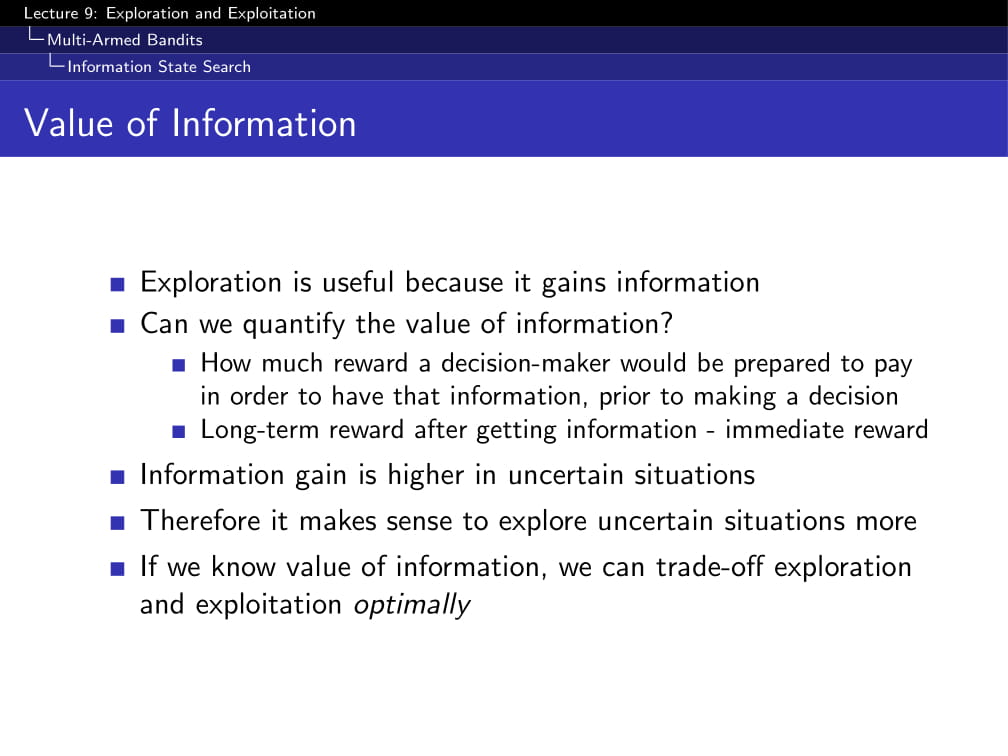 Lecture 9: Exploration and Exploitation
Multi-Armed Bandits
Information State Search
Value of Information
Exploration is useful because it gains information
Can we quantify the value of information?
How much reward a decision-maker would be prepared to pay
in order to have that information, prior to making a decision
Long-term reward after getting information - immediate reward
Information gain is higher in uncertain situations
Therefore it makes sense to explore uncertain situations more
If we know value of information, we can trade-off exploration
and exploitation optimally